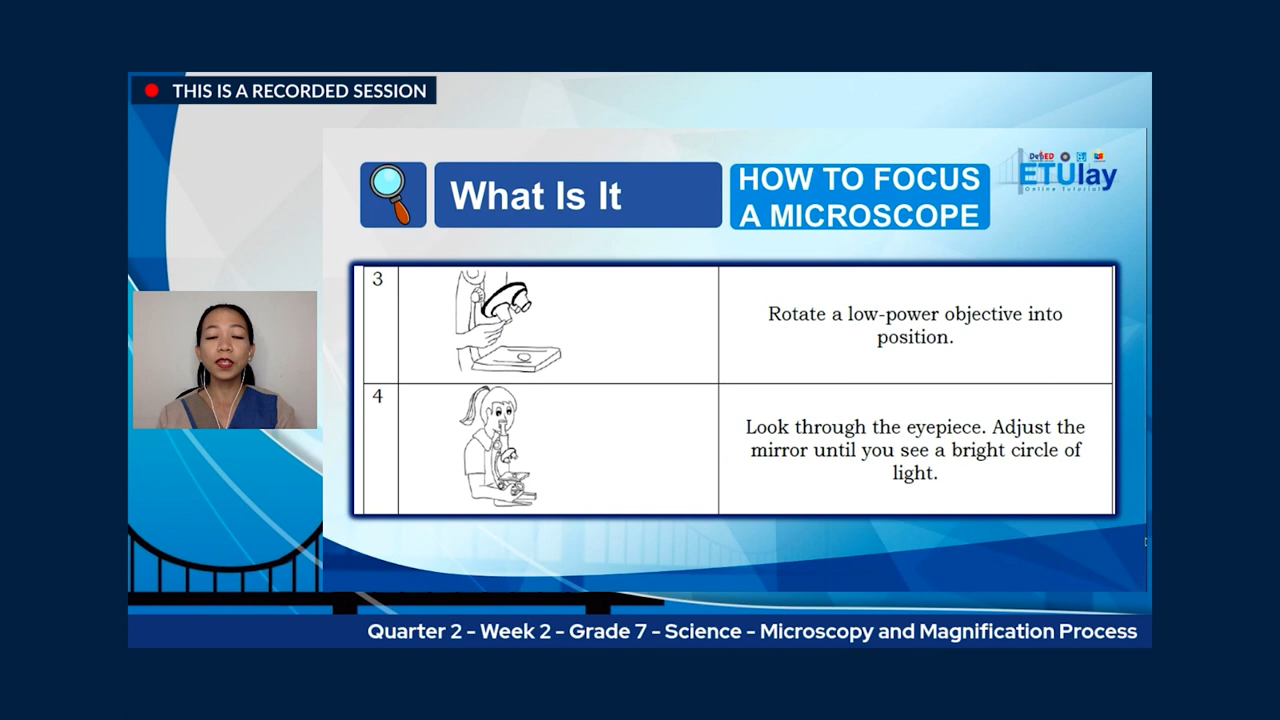 THIS IS A RECORDED SESSION
What Is It
HOW TO FOCUS
A MICROSCOPE
DepED
ETUlay
Online Tutorial
3
Rotate a low-power objective into
position.
4
Look through the eyepiece. Adjust the
mirror until you see a bright circle of
light.
Quarter 2 – Week 2 – Grade 7 – Science – Microscopy and Magnification Process